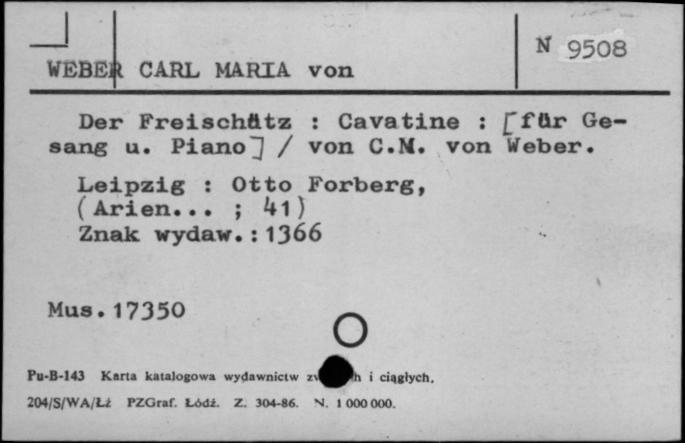 N 9508
WEBER CARL MARIA von
Der Freischütz : Cavatine : [für Ge-
sang u. Piano] / von C.M. von Weber.
Leipzig : Otto Forberg,
(Arien... ; 41)
Znak wydaw.:1366
Mus.17350
Pu-B-143 Karta katalogowa wydawnictw i ciągłych.
204/S/WA/Łź PZGraf. Łódź. Z. 304-86. N. 1 000 000.